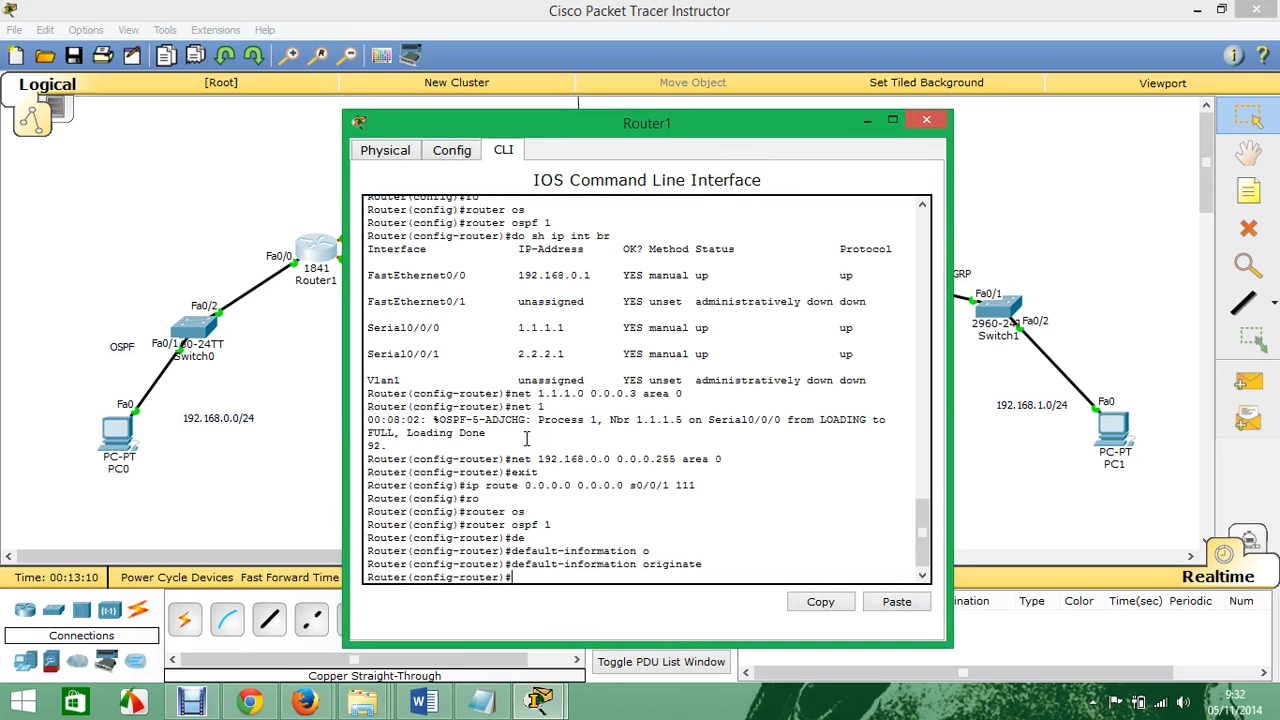 Cisco Packet Tracer Instructor
File Edit Options View Tools Extensions Help
Logical [Root] New Cluster Move Object Set Tiled Background Viewport
Router1
Physical Config CLI
IOS Command Line Interface
Router(config)#ro
Router(config)#router os
Router(config)#router ospf 1
Router(config-router)#do sh ip int br
Interface IP-Address OK? Method Status Protocol
FastEthernet0/0 192.168.0.1 YES manual up up
FastEthernet0/1 unassigned YES unset administratively down down
Serial0/0/0 1.1.1.1 YES manual up up
Serial0/0/1 2.2.2.1 YES manual up up
Vlan1 unassigned YES unset administratively down down
Router(config-router)#net 1.1.1.0 0.0.0.3 area 0
Router(config-router)#net 1
00:08:02: %OSPF-5-ADJCHG: Process 1, Nbr 1.1.1.5 on Serial0/0/0 from LOADING to
FULL, Loading Done
92.
Router(config-router)#net 192.168.0.0 0.0.0.255 area 0
Router(config-router)#exit
Router(config)#ip route 0.0.0.0 0.0.0.0 s0/0/1 111
Router(config)#ro
Router(config)#router os
Router(config)#router ospf 1
Router(config-router)#de
Router(config-router)#default-information o
Router(config-router)#default-information originate
Router(config-router)#
Copy Paste
Fa0/0
1841
Router1
Fa0/2
OSPF
Fa0/1
60-24TT
Switch0
Fa0
192.168.0.0/24
PC-PT
PC0
GRP
Fa0/1
2960-24
Fa0/2
Switch1
192.168.1.0/24
Fa0
PC-PT
PC1
Time: 00:13:10 Power Cycle Devices Fast Forward Time
Realtime
Connections
Copper Straight-Through
Toggle PDU List Window
ination Type Color Time(sec) Periodic Num
9:32
05/11/2014